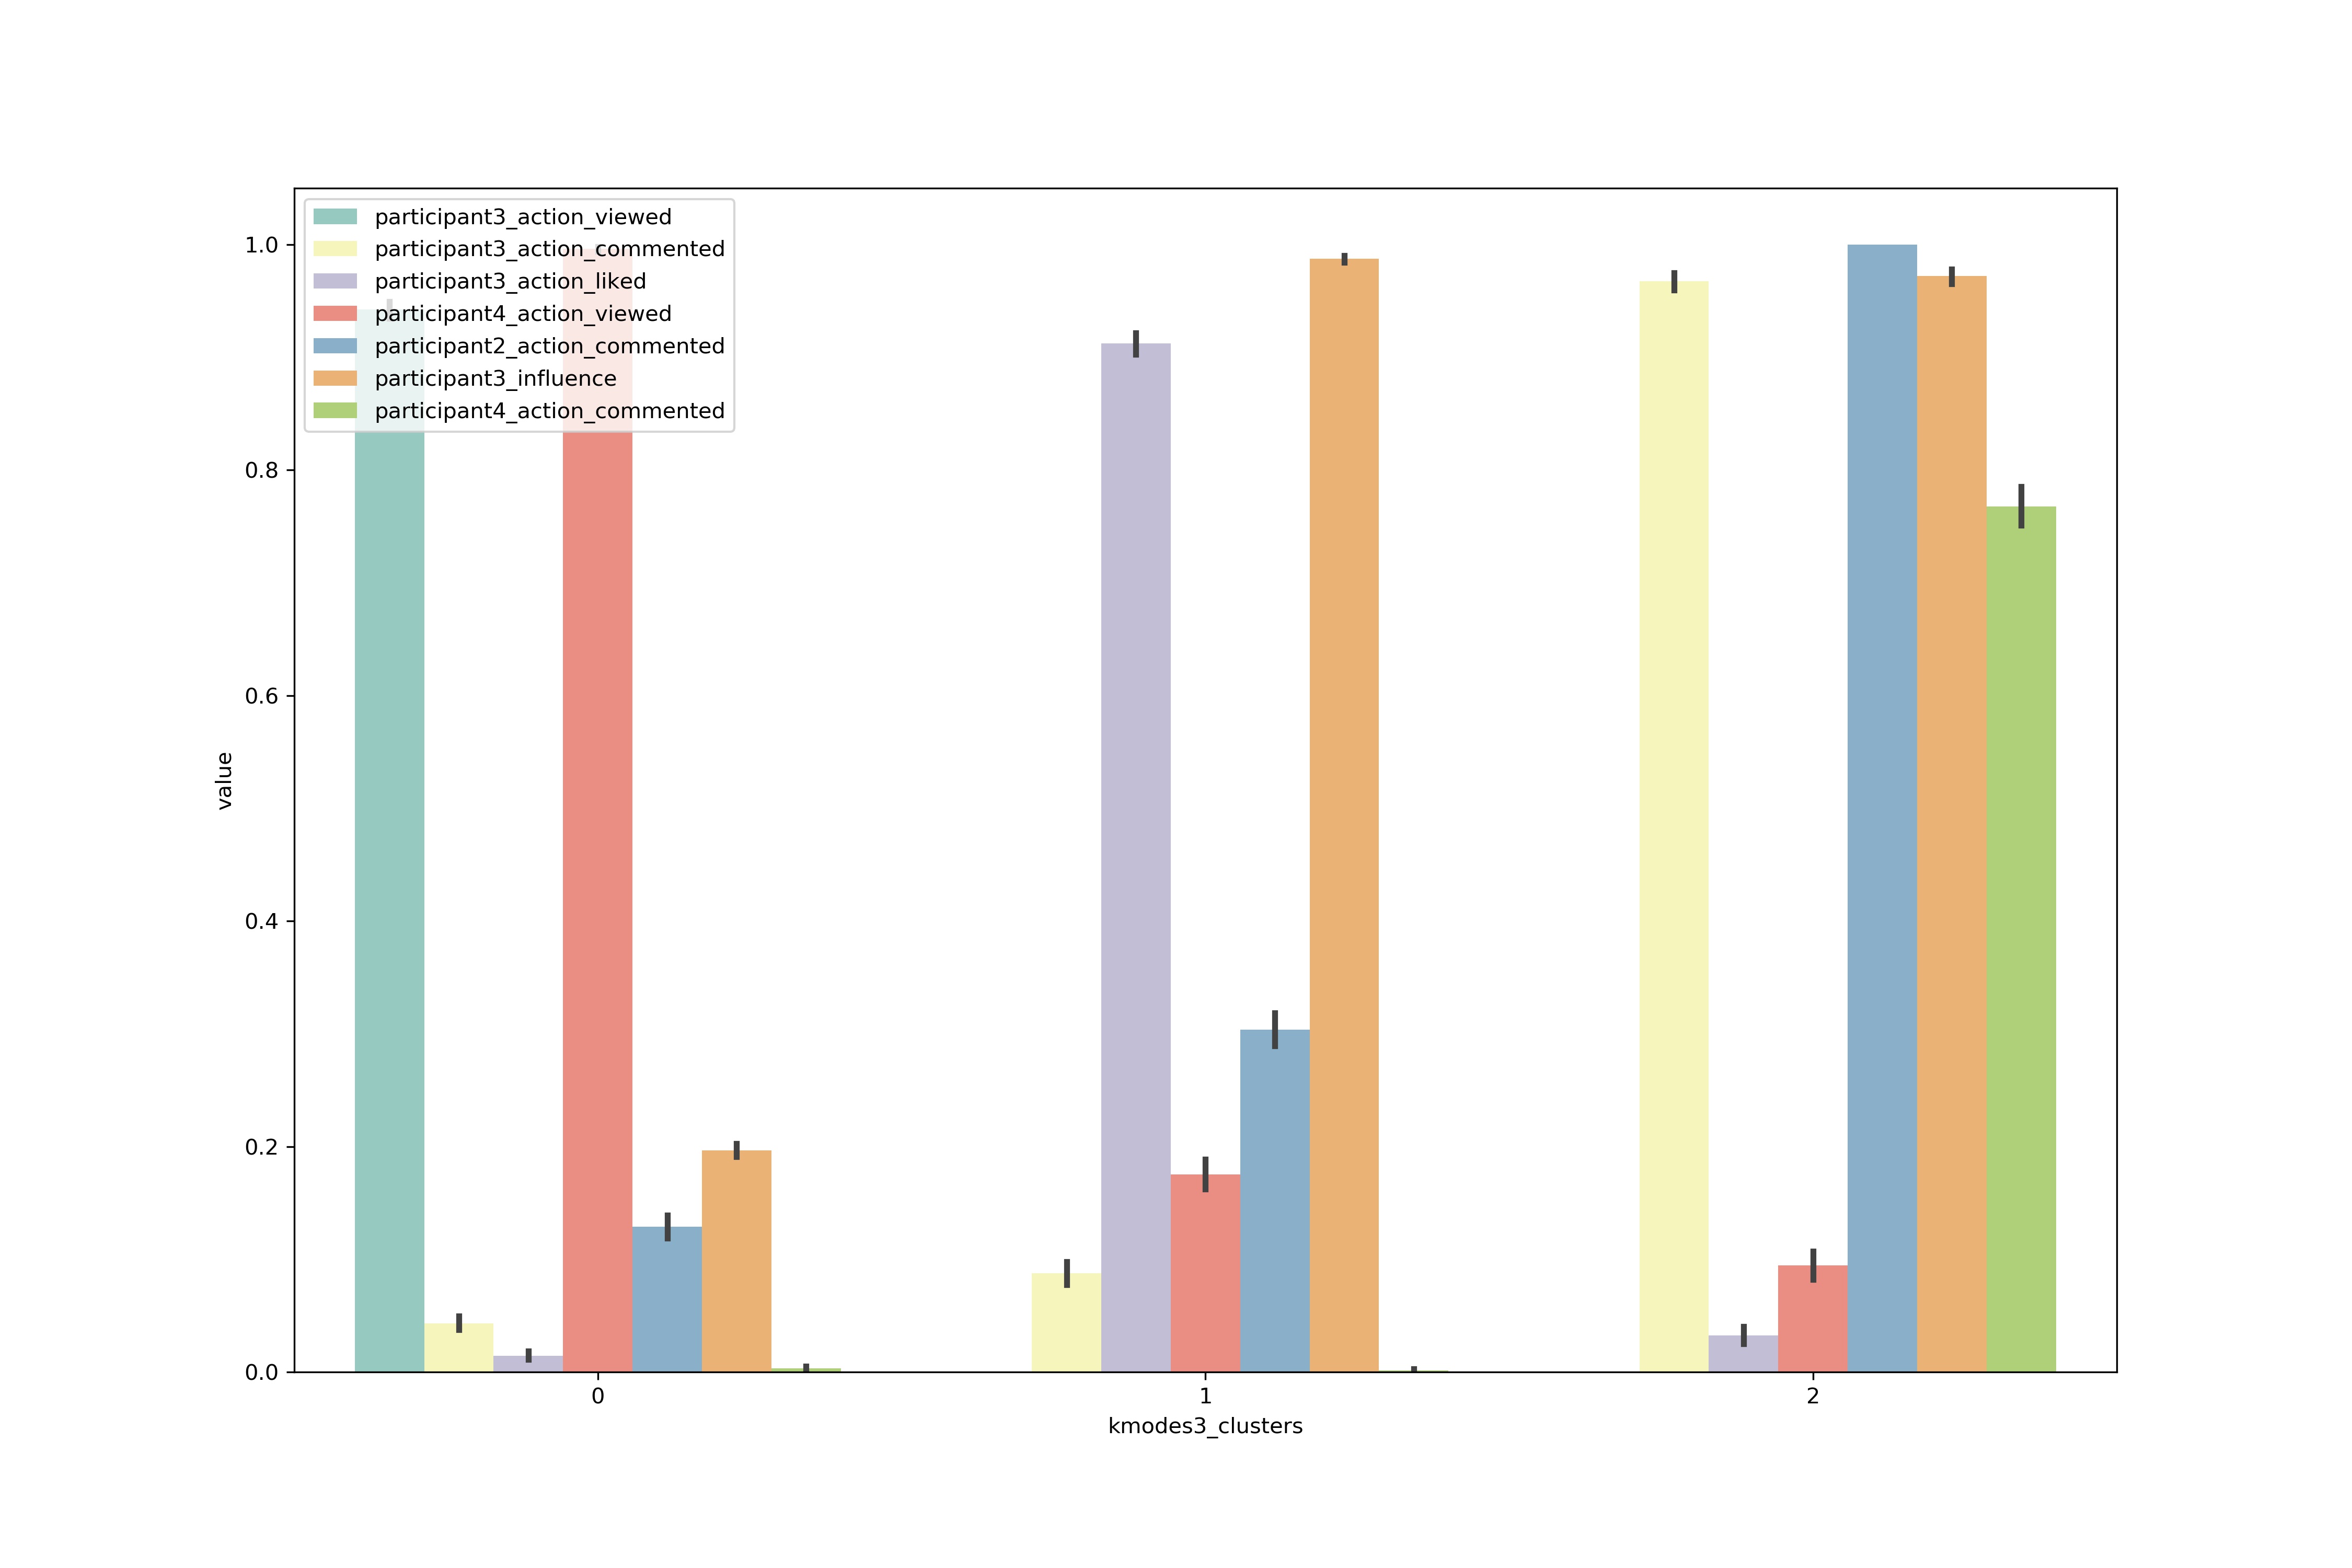 participant3_action_viewed
participant3_action_commented
participant3_action_liked
participant4_action_viewed
participant2_action_commented
participant3_influence
participant4_action_commented
1.0
0.8
0.6
0.4
0.2
0.0
value
0 1 2
kmodes3_clusters